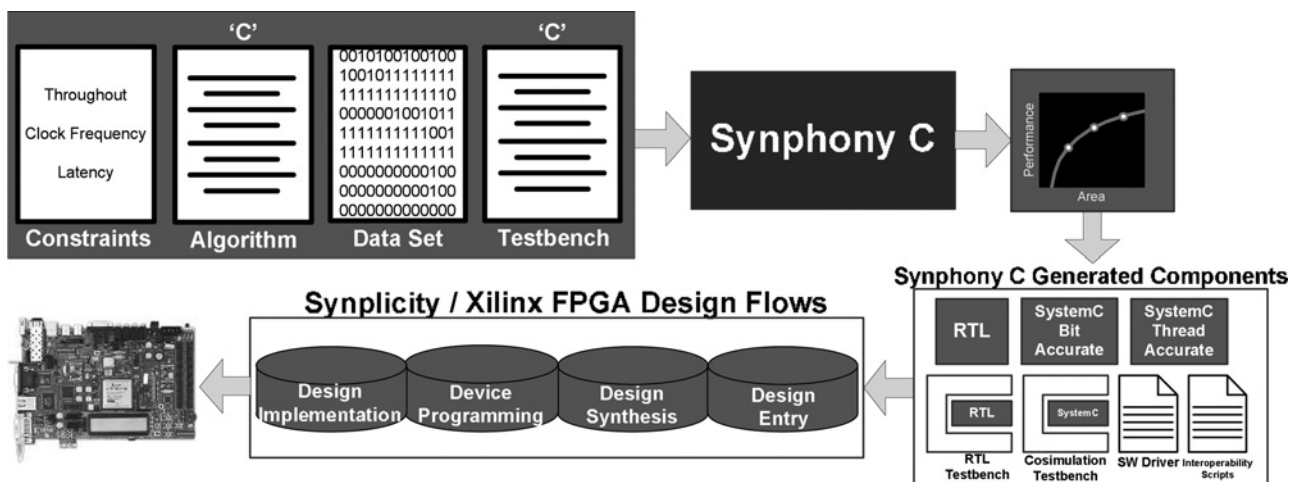 'C'
'C'
Throughout
Clock Frequency
Latency
0010100100100
1001011111111
1111111111110
0000001001011
1111111111001
1111111111111
0000000000100
0000000000100
0000000000000
Constraints
Algorithm
Data Set
Testbench
Synphony C
Performance
Area
Synphony C Generated Components
RTL
SystemC
Bit
Accurate
SystemC
Thread
Accurate
RTL
SystemC
RTL
Testbench
Cosimulation
Testbench
SW Driver
Interoperability
Scripts
Synplicity / Xilinx FPGA Design Flows
Design
Implementation
Device
Programming
Design
Synthesis
Design
Entry